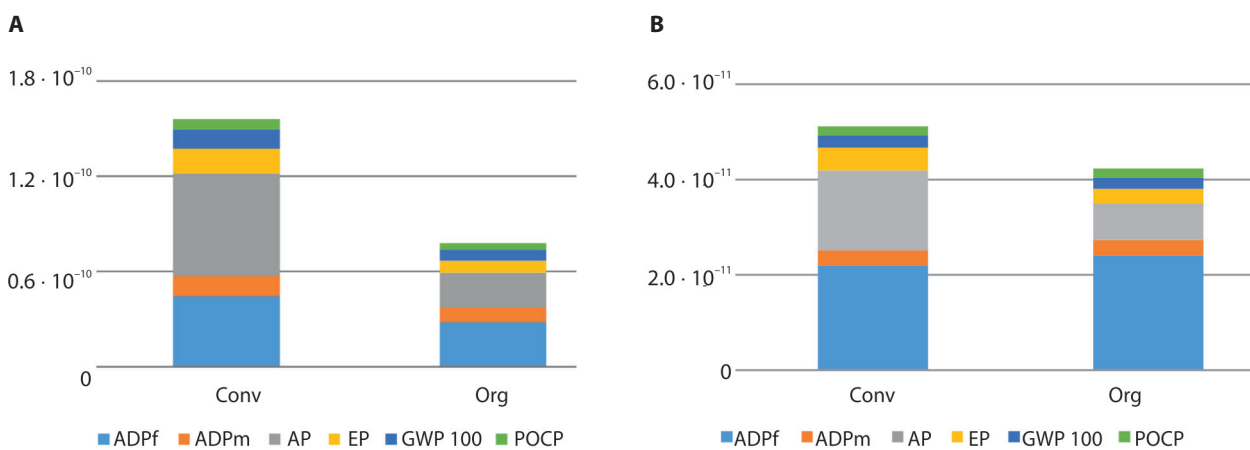 A
1.8 · 10⁻¹⁰
1.2 · 10⁻¹⁰
0.6 · 10⁻¹⁰
0
Conv
Org
ADPf ADPm AP EP GWP 100 POCP
B
6.0 · 10⁻¹¹
4.0 · 10⁻¹¹
2.0 · 10⁻¹¹
0
Conv
Org
ADPf ADPm AP EP GWP 100 POCP